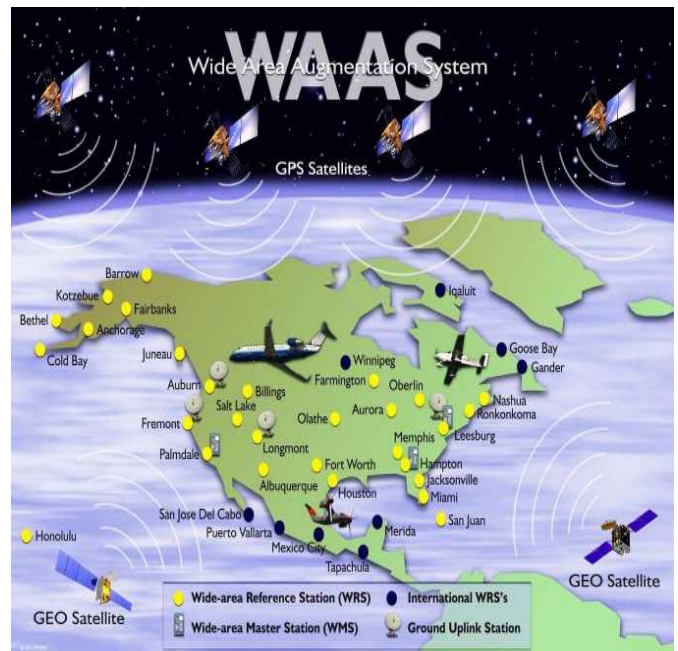 WAAS
Wide Area Augmentation System
GPS Satellites
Barrow
Kotzebue
Fairbanks
Bethel
Anchorage
Cold Bay
Juneau
Iqaluit
Goose Bay
Gander
Winnipeg
Farmington
Oberlin
Auburn
Billings
Salt Lake
Olathe
Aurora
Nashua
Ronkonkoma
Fremont
Longmont
Leesburg
Palmdale
Memphis
Hampton
Albuquerque
Fort Worth
Houston
Jacksonville
Miami
San Juan
San Jose Del Cabo
Puerto Vallarta
Mexico City
Merida
Tapachula
Honolulu
GEO Satellite
GEO Satellite
Wide-area Reference Station (WRS)
International WRS's
Wide-area Master Station (WMS)
Ground Uplink Station